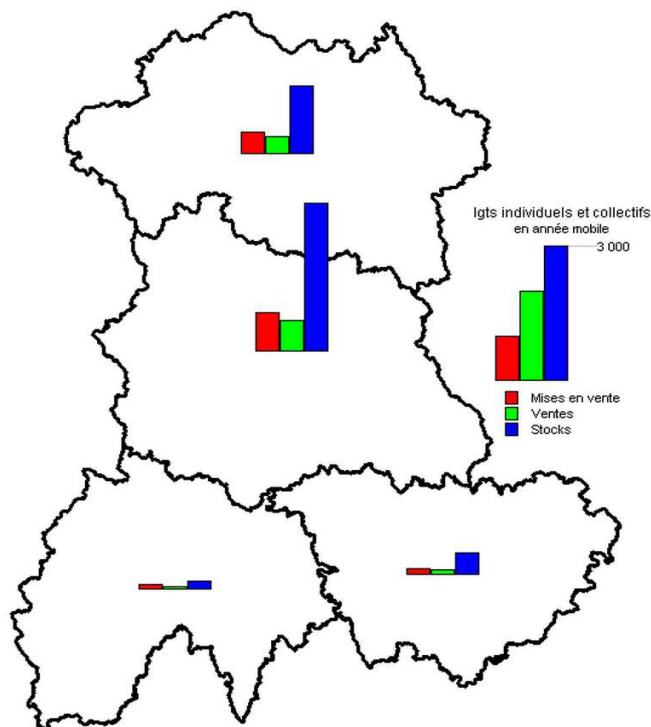 lgts individuels et collectifs
en année mobile
3 000
Mises en vente
Ventes
Stocks